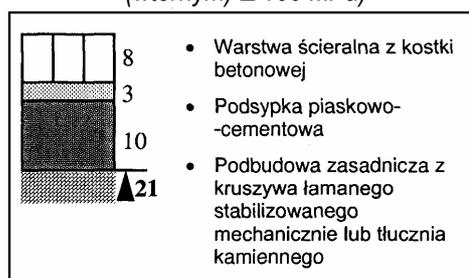 8
3
10
21
• Warstwa ścieralna z kostki
betonowej
• Podsypka piaskowo-
-cementowa
• Podbudowa zasadnicza z
kruszywa łamanego
stabilizowanego
mechanicznie lub tłucznia
kamiennego